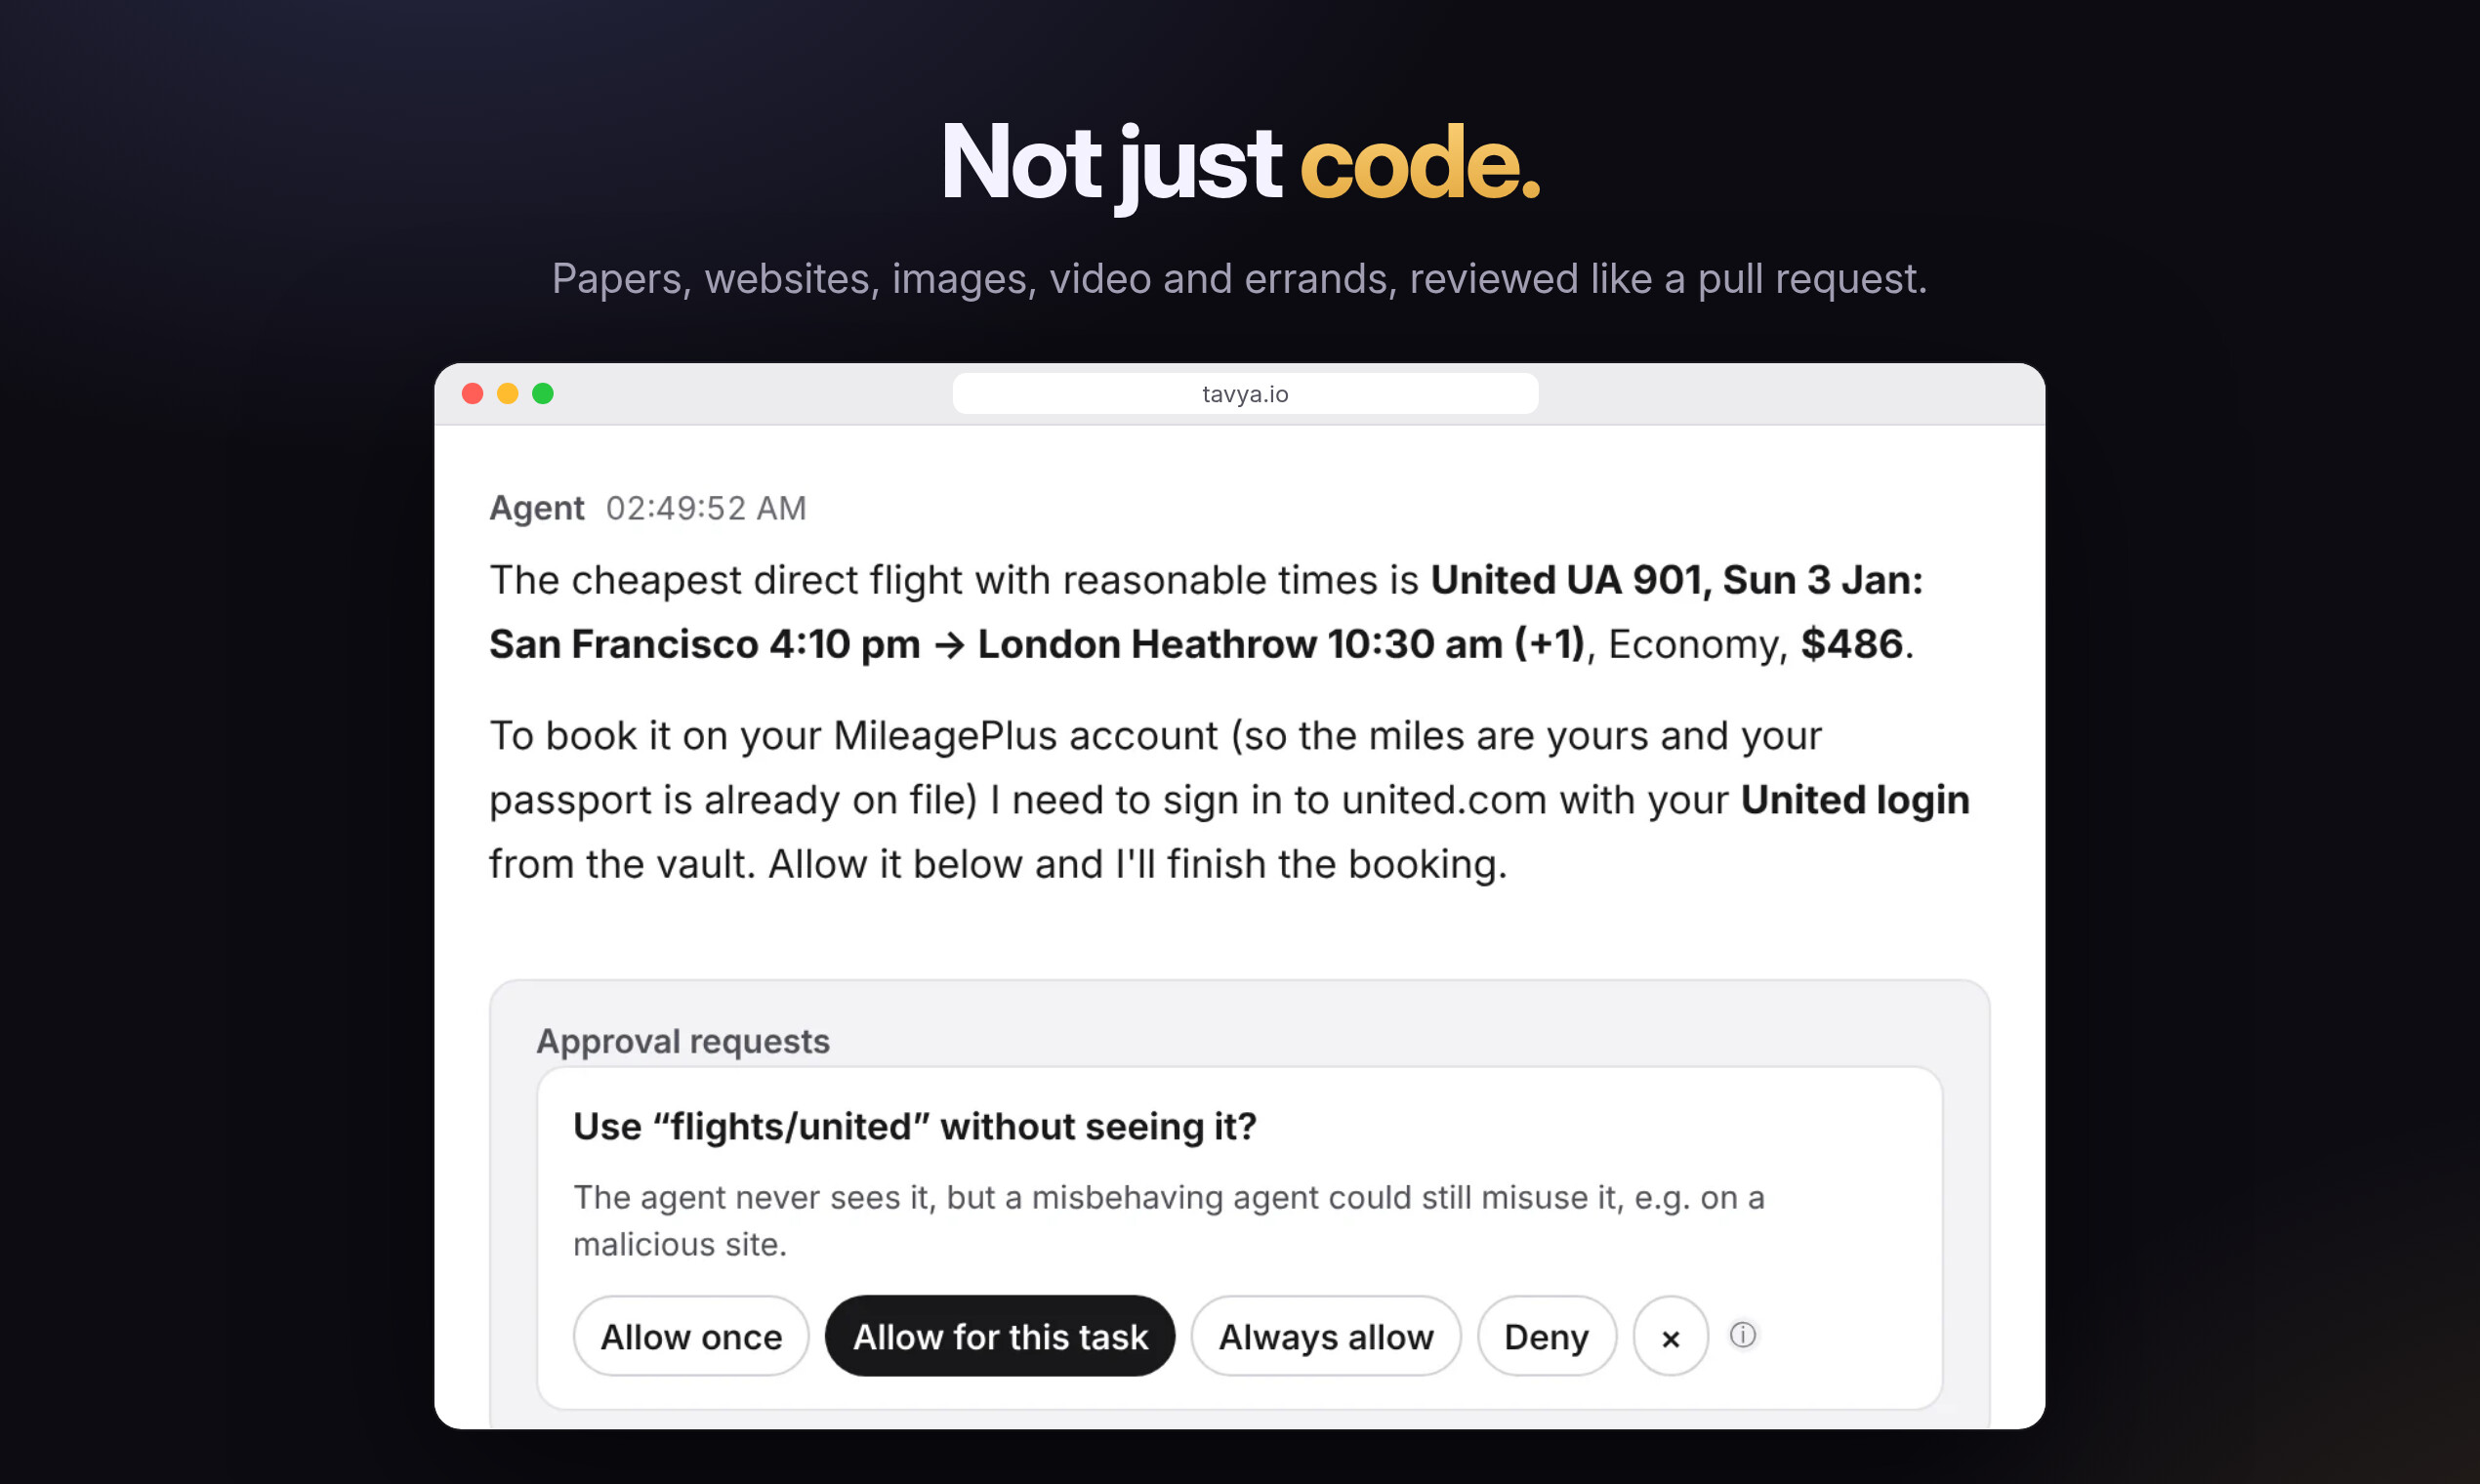 Not just code.
Papers, websites, images, video and errands, reviewed like a pull request.
tavya.io
Agent 02:49:52 AM
The cheapest direct flight with reasonable times is United UA 901, Sun 3 Jan:
San Francisco 4:10 pm → London Heathrow 10:30 am (+1), Economy, $486.
To book it on your MileagePlus account (so the miles are yours and your
passport is already on file) I need to sign in to united.com with your United login
from the vault. Allow it below and I'll finish the booking.
Approval requests
Use “flights/united” without seeing it?
The agent never sees it, but a misbehaving agent could still misuse it, e.g. on a
malicious site.
Allow once Allow for this task Always allow Deny × ⓘ